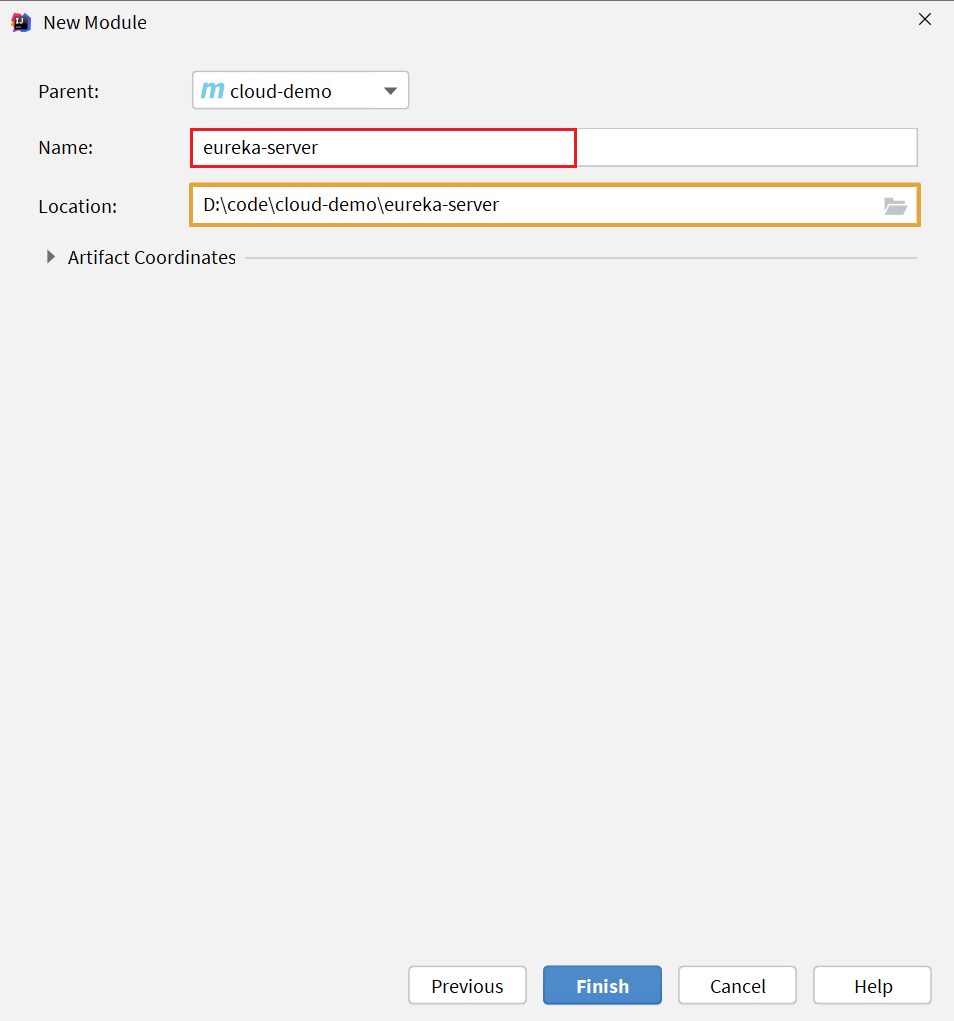 New Module
Parent: m cloud-demo
Name: eureka-server
Location: D:\code\cloud-demo\eureka-server
Artifact Coordinates
Previous Finish Cancel Help